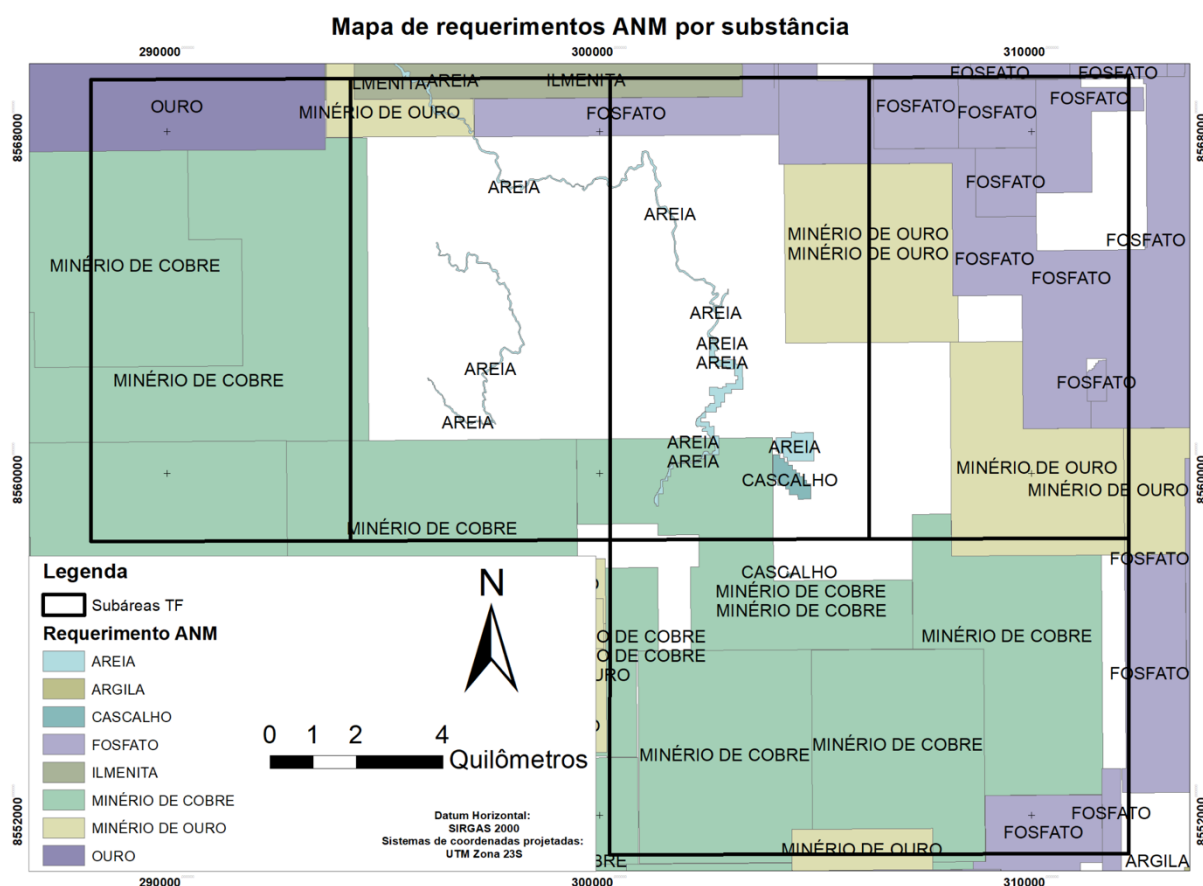 Mapa de requerimentos ANM por substância
290000 300000 310000
FOSFATO FOSFATO
ILMENITA AREIA ILMENITA
OURO MINÉRIO DE OURO FOSFATO FOSFATO FOSFATO FOSFATO
8568000 8568000
FOSFATO
AREIA AREIA
MINÉRIO DE OURO
MINÉRIO DE OURO
FOSFATO
FOSFATO
FOSFATO
MINÉRIO DE COBRE
AREIA
AREIA
AREIA
AREIA
MINÉRIO DE COBRE
FOSFATO
AREIA
AREIA
AREIA
AREIA
8560000 8560000
MINÉRIO DE OURO
MINÉRIO DE OURO
CASCALHO
MINÉRIO DE COBRE
FOSFATO
CASCALHO
MINÉRIO DE COBRE
MINÉRIO DE COBRE
O DE COBRE
O DE COBRE
URO
MINÉRIO DE COBRE
FOSFATO
O
MINÉRIO DE COBRE
MINÉRIO DE COBRE
8552000 8552000
FOSFATO
FOSFATO
MINÉRIO DE OURO
BRE
ARGILA
Legenda
Subáreas TF
Requerimento ANM
AREIA
ARGILA
CASCALHO
FOSFATO
ILMENITA
MINÉRIO DE COBRE
MINÉRIO DE OURO
OURO
N
0 1 2 4
Quilômetros
Datum Horizontal:
SIRGAS 2000
Sistemas de coordenadas projetadas:
UTM Zona 23S
290000 300000 310000